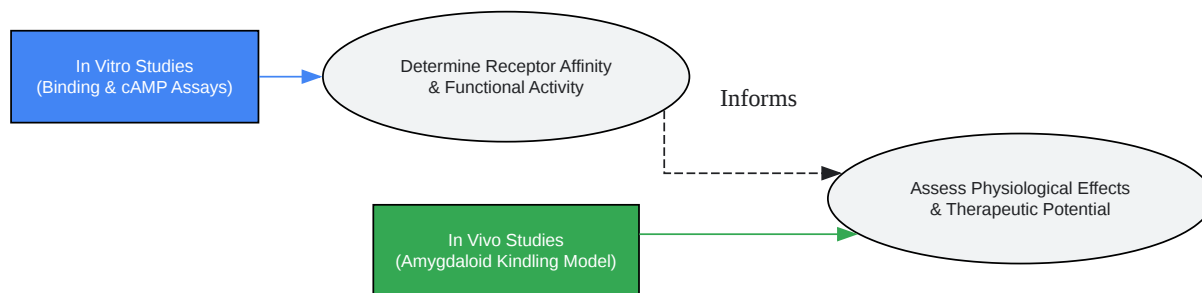 In Vitro Studies
(Binding & cAMP Assays)
Determine Receptor Affinity
& Functional Activity
Informs
Assess Physiological Effects
& Therapeutic Potential
In Vivo Studies
(Amygdaloid Kindling Model)